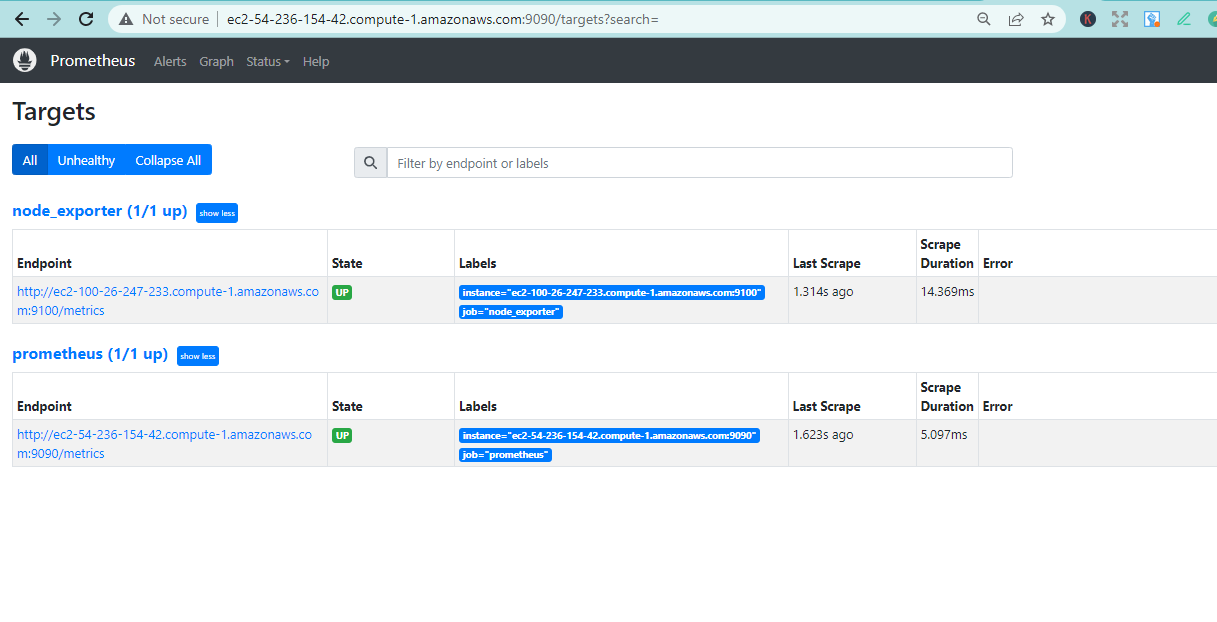 Not secure ec2-54-236-154-42.compute-1.amazonaws.com:9090/targets?search=
K
Prometheus Alerts Graph Status Help
Targets
All Unhealthy Collapse All
Filter by endpoint or labels
node_exporter (1/1 up) show less
Endpoint State Labels Last Scrape Scrape Duration Error
http://ec2-100-26-247-233.compute-1.amazonaws.co
m:9100/metrics
UP
instance="ec2-100-26-247-233.compute-1.amazonaws.com:9100"
job="node_exporter"
1.314s ago
14.369ms
prometheus (1/1 up) show less
Endpoint State Labels Last Scrape Scrape Duration Error
http://ec2-54-236-154-42.compute-1.amazonaws.co
m:9090/metrics
UP
instance="ec2-54-236-154-42.compute-1.amazonaws.com:9090"
job="prometheus"
1.623s ago
5.097ms